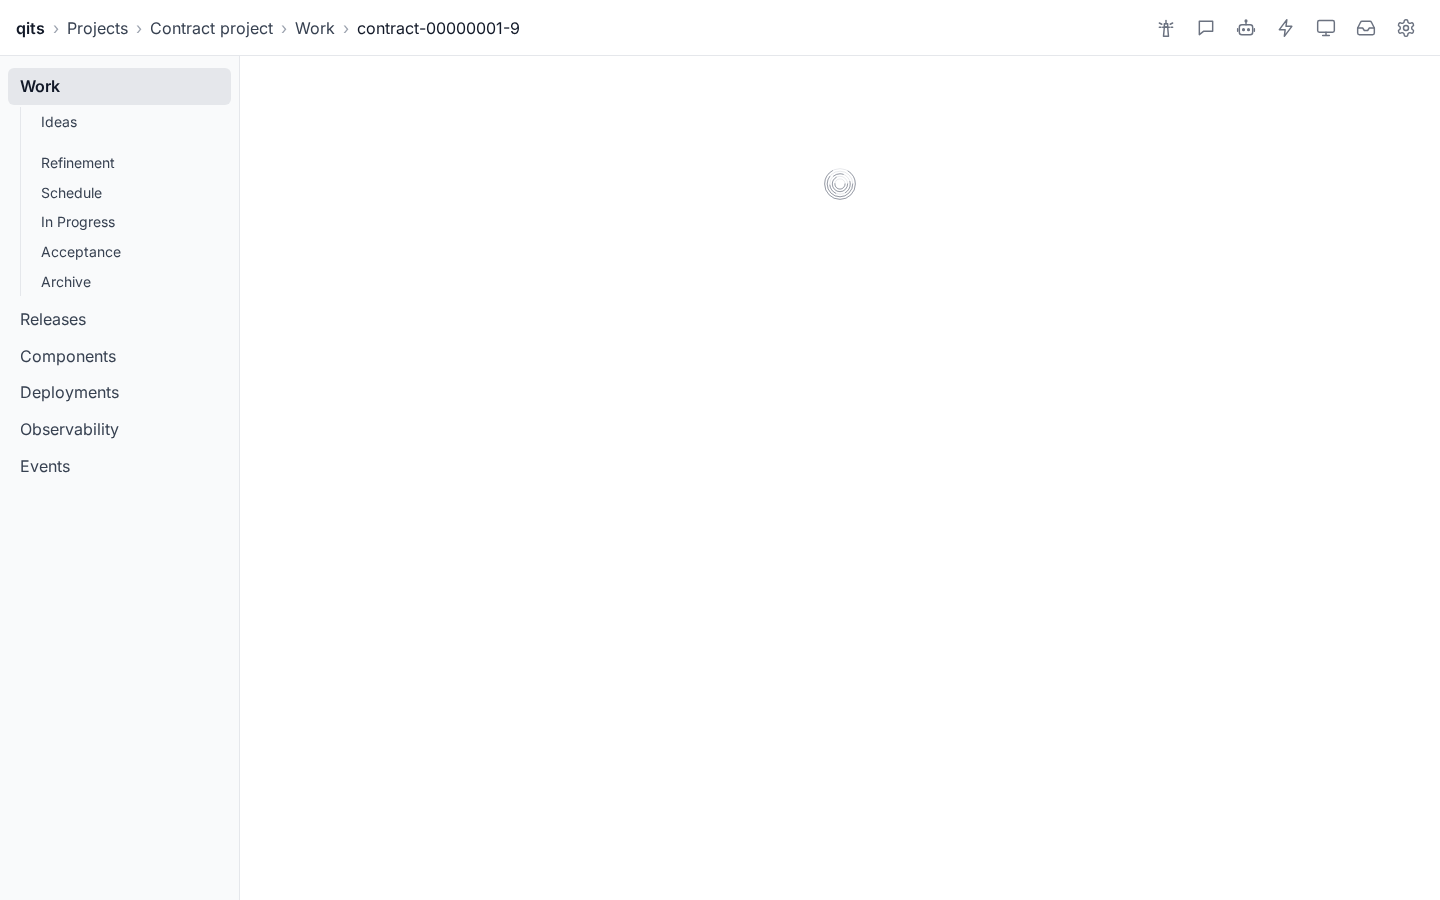 qits › Projects › Contract project › Work › contract-00000001-9
Work
Ideas
Refinement
Schedule
In Progress
Acceptance
Archive
Releases
Components
Deployments
Observability
Events